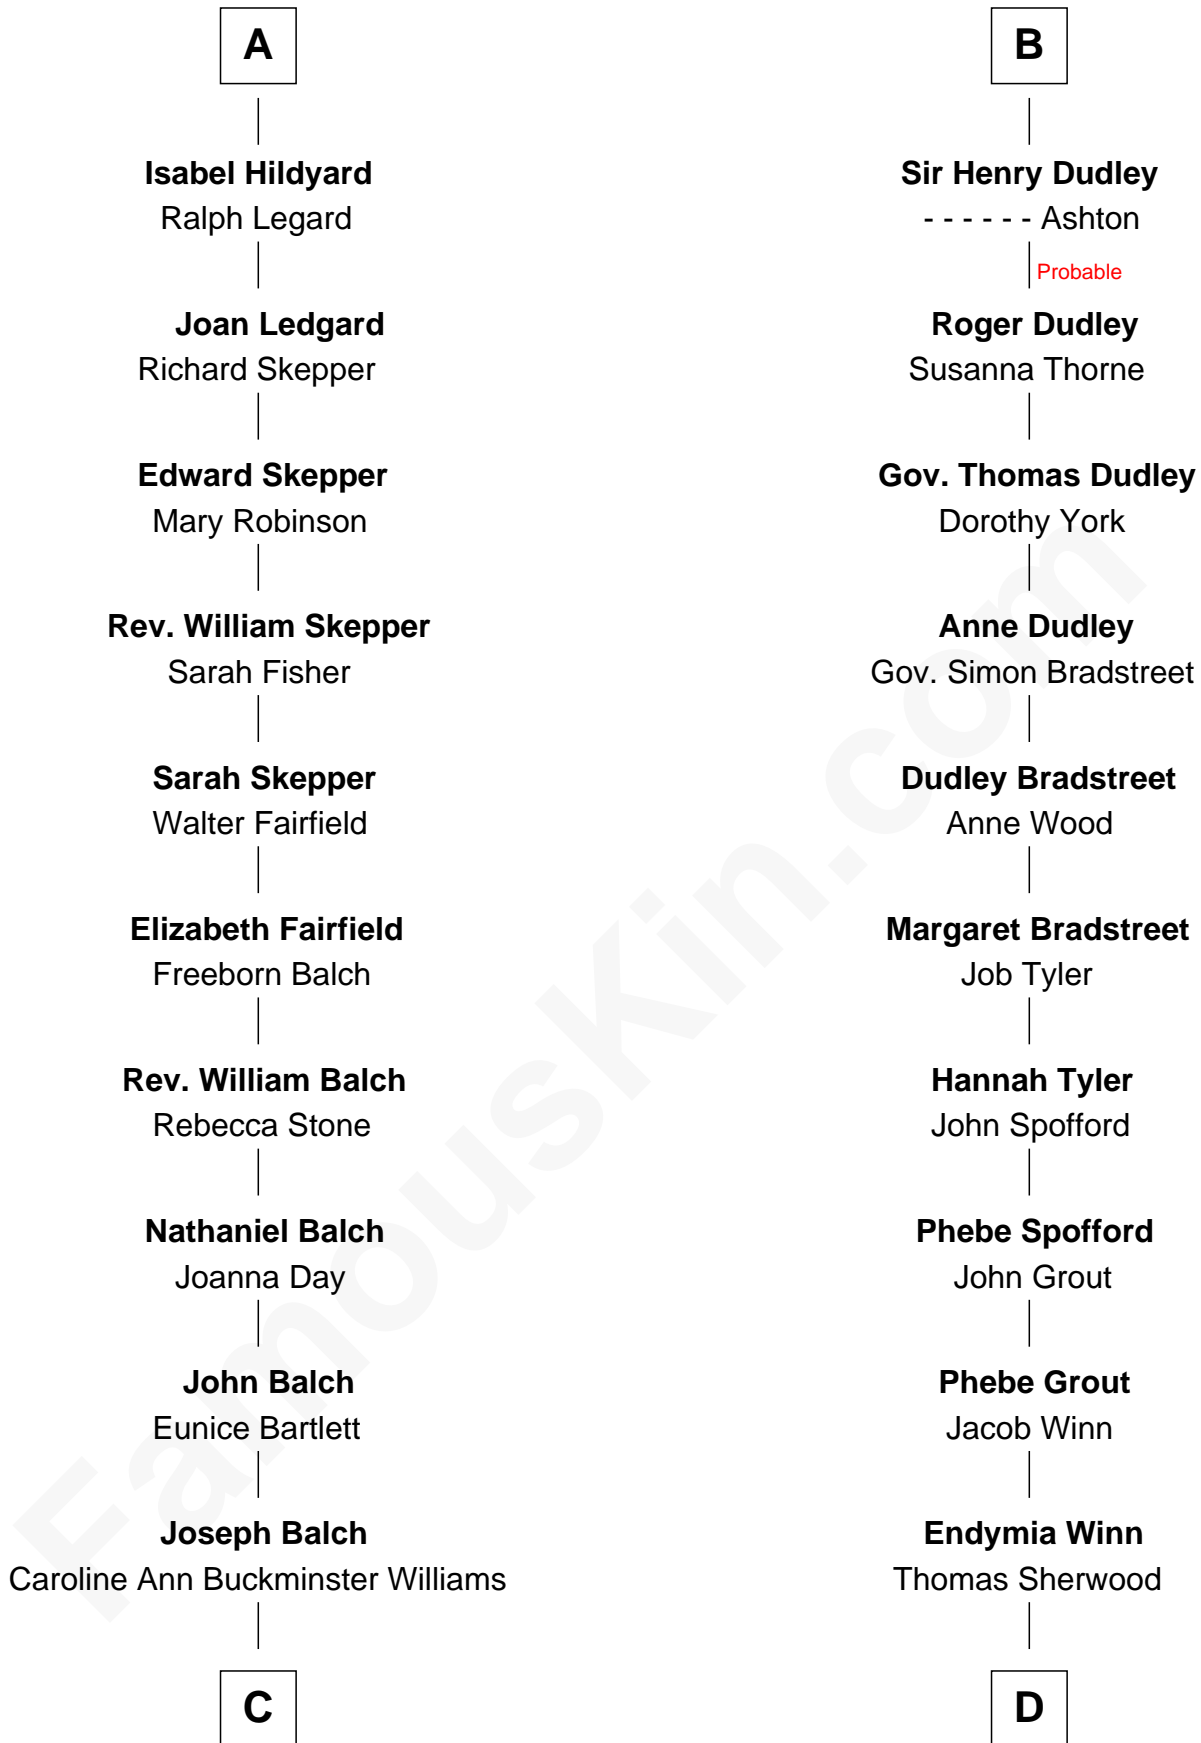 A
Isabel Hildyard
Ralph Legard
Joan Ledgard
Richard Skepper
Edward Skepper
Mary Robinson
Rev. William Skepper
Sarah Fisher
Sarah Skepper
Walter Fairfield
Elizabeth Fairfield
Freeborn Balch
Rev. William Balch
Rebecca Stone
Nathaniel Balch
Joanna Day
John Balch
Eunice Bartlett
Joseph Balch
Caroline Ann Buckminster Williams
C
B
Sir Henry Dudley
- - - - - - Ashton
Probable
Roger Dudley
Susanna Thorne
Gov. Thomas Dudley
Dorothy York
Anne Dudley
Gov. Simon Bradstreet
Dudley Bradstreet
Anne Wood
Margaret Bradstreet
Job Tyler
Hannah Tyler
John Spofford
Phebe Spofford
John Grout
Phebe Grout
Jacob Winn
Endymia Winn
Thomas Sherwood
D
FamousKin.com